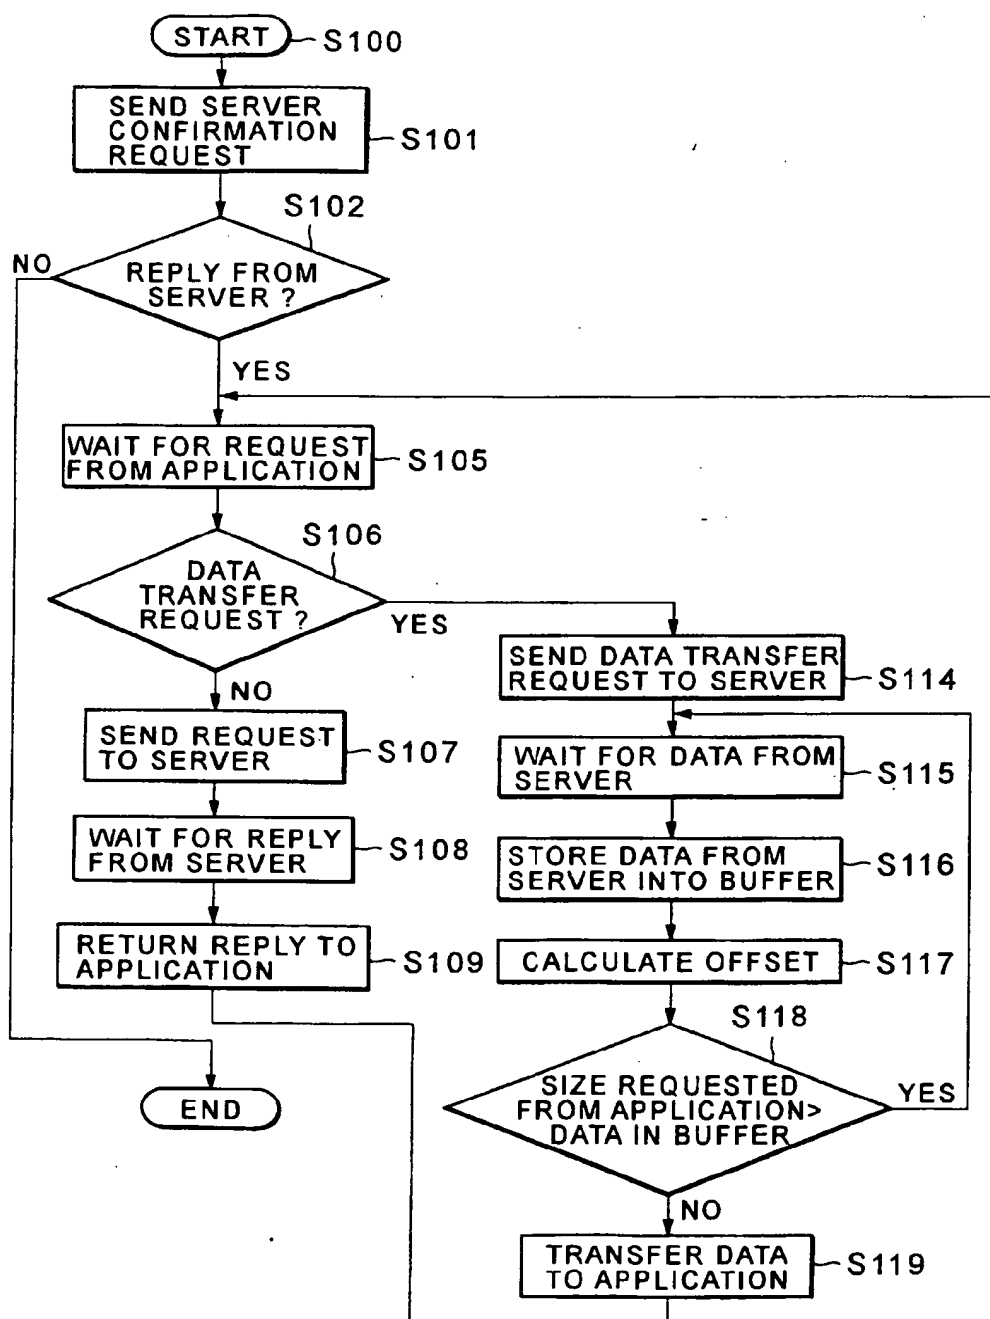 START
S100
SEND SERVER
CONFIRMATION
REQUEST
S101
S102
NO
REPLY FROM
SERVER ?
YES
WAIT FOR REQUEST
FROM APPLICATION
S105
S106
DATA
TRANSFER
REQUEST ?
YES
NO
SEND REQUEST
TO SERVER
S107
WAIT FOR REPLY
FROM SERVER
S108
RETURN REPLY TO
APPLICATION
S109
END
SEND DATA TRANSFER
REQUEST TO SERVER
S114
WAIT FOR DATA FROM
SERVER
S115
STORE DATA FROM
SERVER INTO BUFFER
S116
CALCULATE OFFSET
S117
S118
SIZE REQUESTED
FROM APPLICATION>
DATA IN BUFFER
YES
NO
TRANSFER DATA
TO APPLICATION
S119